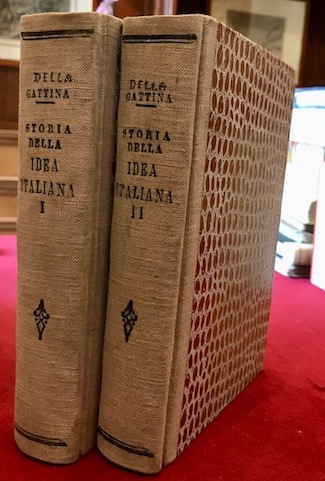 DELLA
GATTINA
STORIA
DELLA
IDEA
ITALIANA
I
DELLA
GATTINA
STORIA
DELLA
IDEA
ITALIANA
II